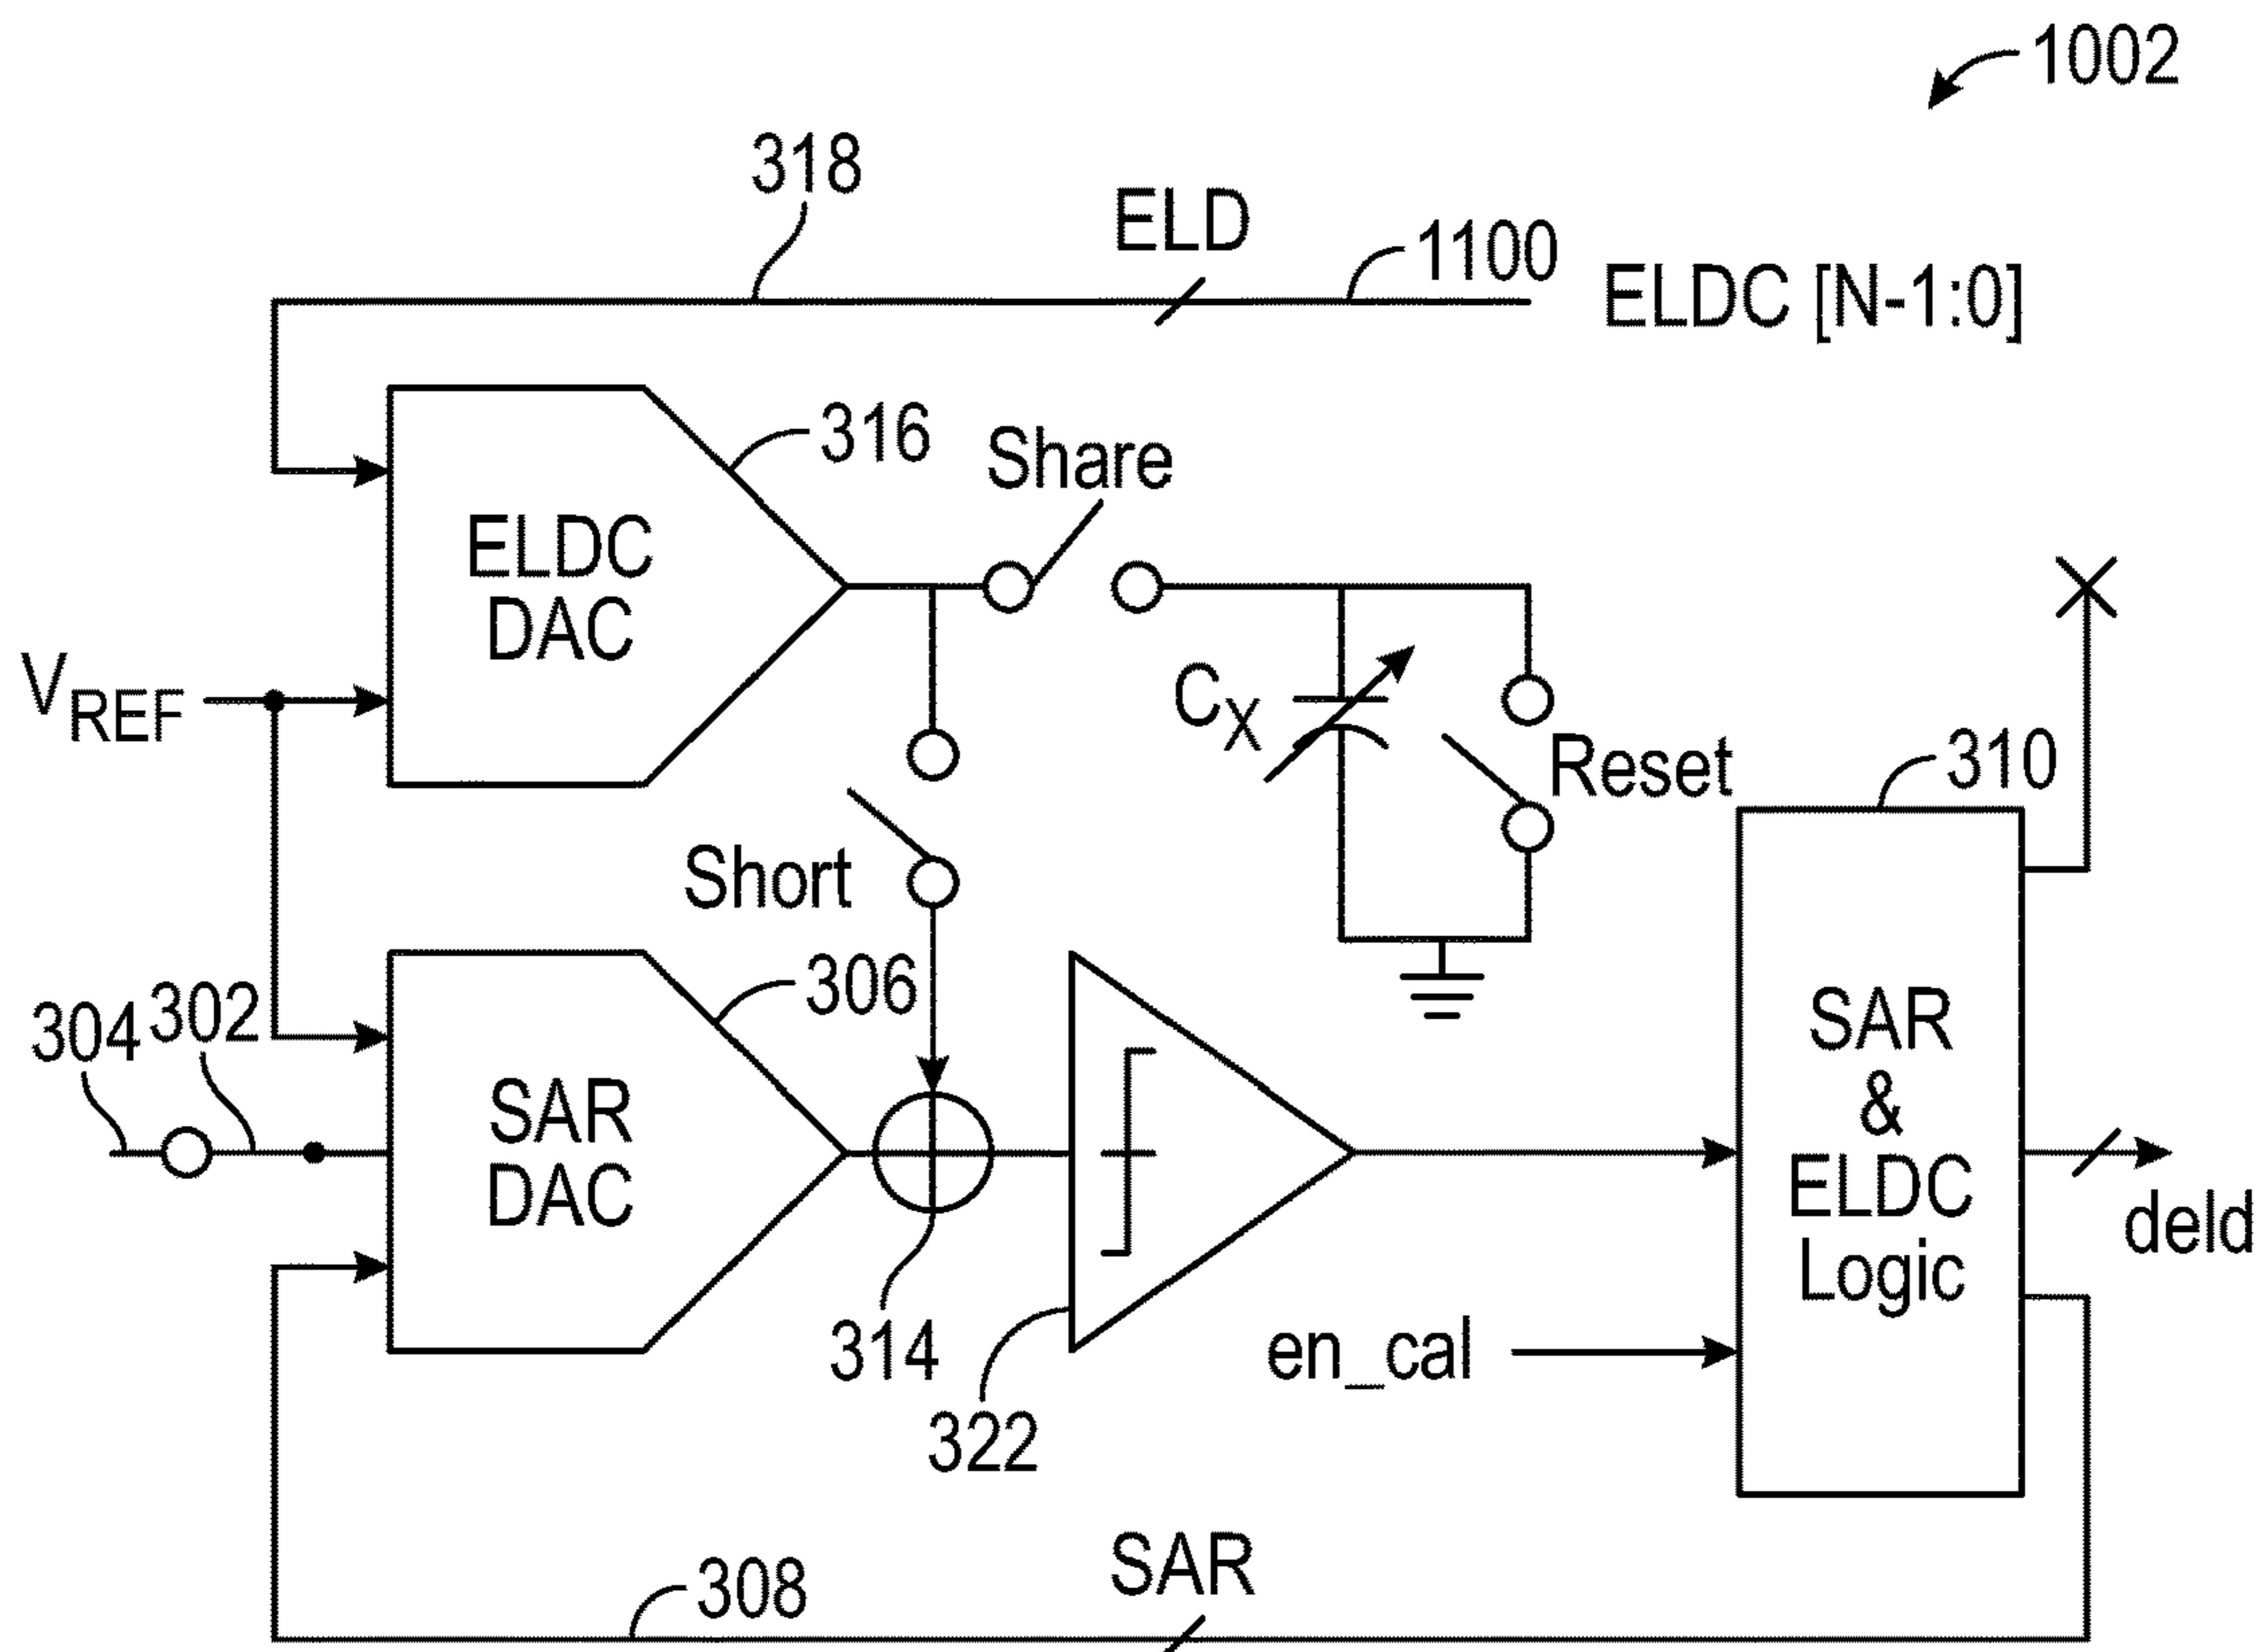 1002
318
ELD
1100
ELDC [N-1:0]
316
Share
ELDC
DAC
VREF
CX
Reset
310
Short
304
302
306
SAR
DAC
SAR
&
ELDC
Logic
deld
314
en_cal
322
SAR
308